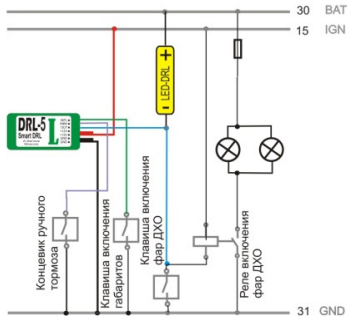 30 BAT
15 IGN
DRL-5
Smart DRL
L
+
LED-DRL
-
Концевик ручного
тормоза
Клавиша включения
габаритов
Клавиша включения
фар ДХО
Реле включения
фар ДХО
31 GND